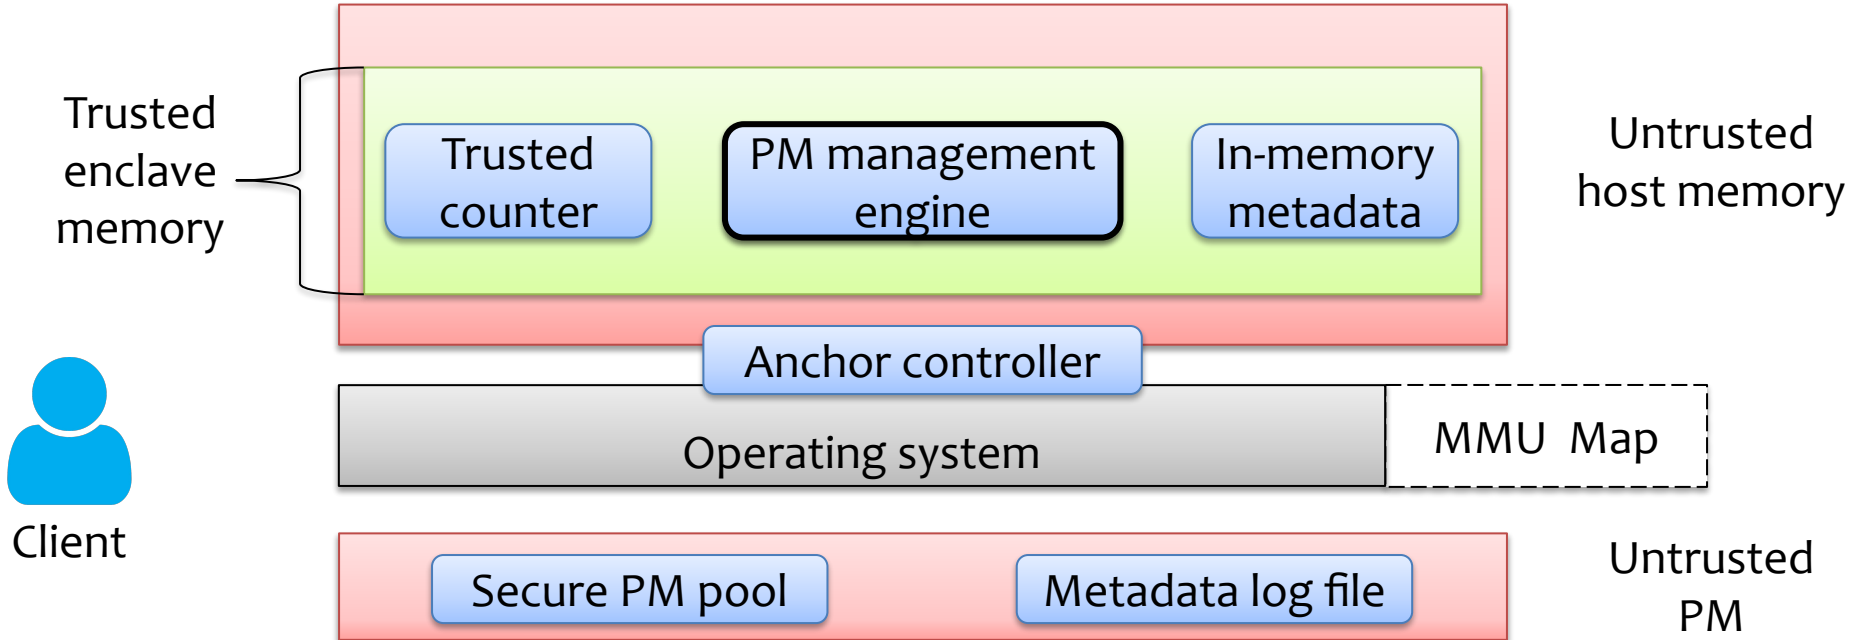 Trusted
enclave
memory
Trusted
counter
PM management
engine
In-memory
metadata
Untrusted
host memory
Anchor controller
Operating system
MMU Map
Client
Secure PM pool
Metadata log file
Untrusted
PM